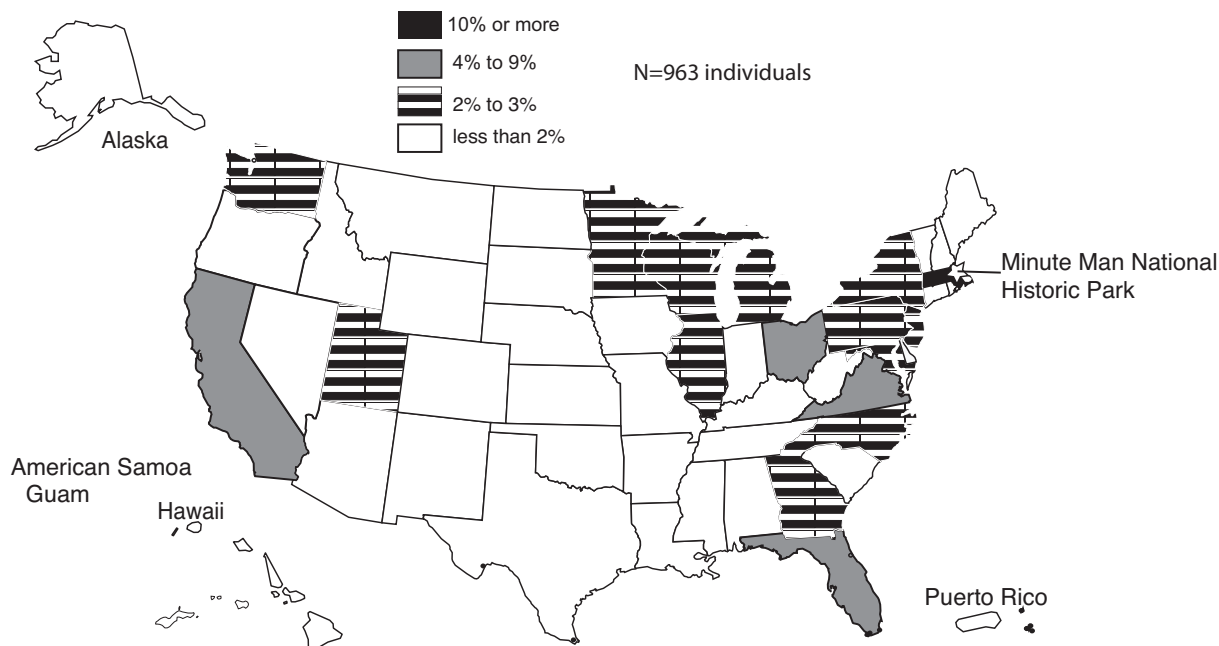 10% or more
4% to 9%
N=963 individuals
2% to 3%
less than 2%
Alaska
Minute Man National
Historic Park
American Samoa
Guam
Hawaii
Puerto Rico